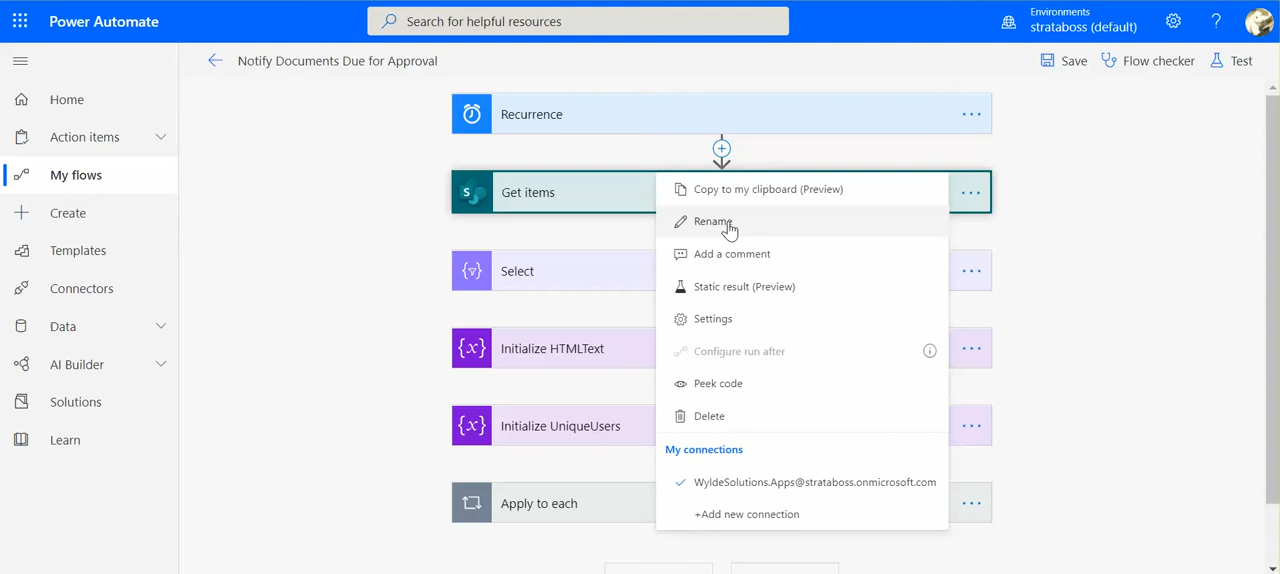 Power Automate
Search for helpful resources
Environments
strataboss (default)
?
Notify Documents Due for Approval
Save
Flow checker
Test
Home
Action items
My flows
Create
Templates
Connectors
Data
AI Builder
Solutions
Learn
Recurrence
S
Get items
Select
{x} Initialize HTMLText
{x} Initialize UniqueUsers
Apply to each
Copy to my clipboard (Preview)
Rename
Add a comment
Static result (Preview)
Settings
Configure run after
Peek code
Delete
My connections
WyldeSolutions.Apps@strataboss.onmicrosoft.com
+Add new connection